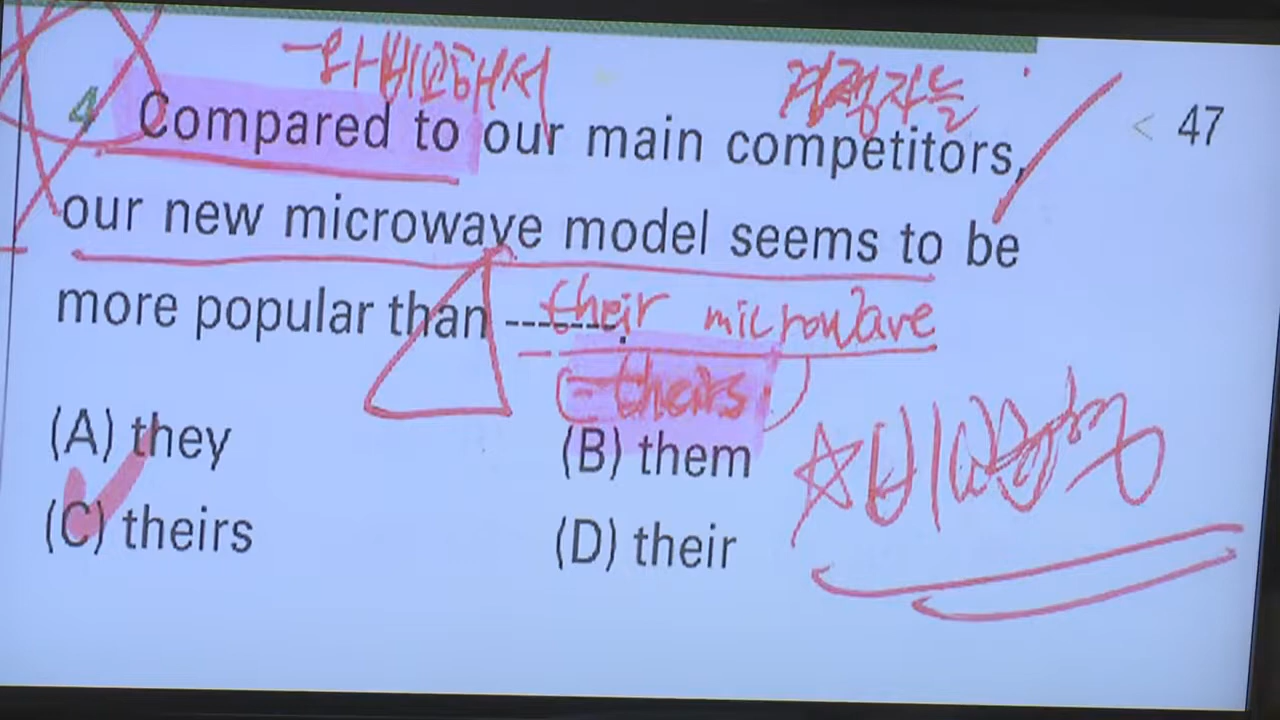 -와 비교해서 경쟁자들
4 Compared to our main competitors, < 47
our new microwave model seems to be
more popular than ------. their microwave
= theirs
(A) they (B) them
(C) theirs (D) their